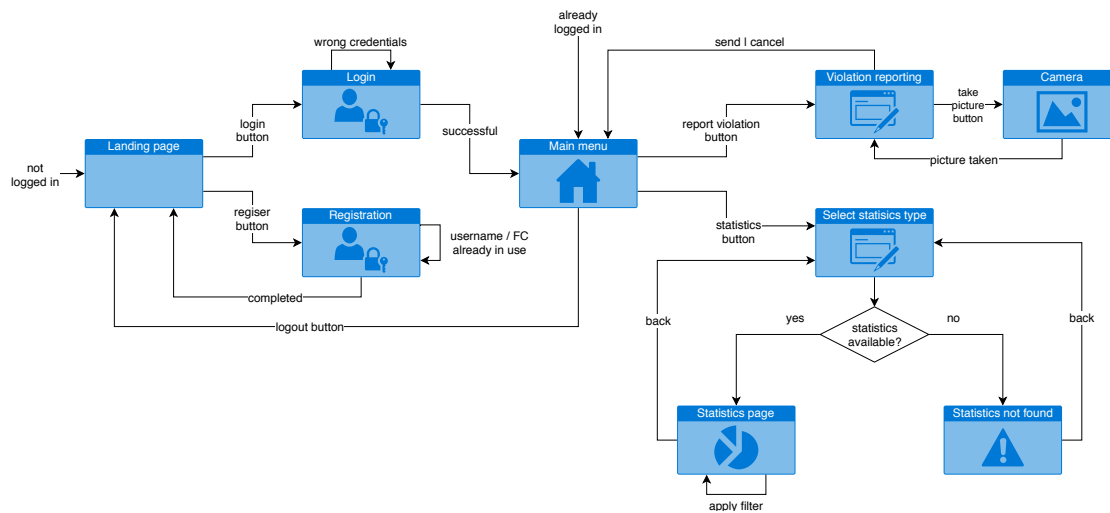 already
logged in
wrong credentials
send | cancel
Login
Violation reporting
Camera
take
picture
button
login
button
successful
report violation
button
Landing page
Main menu
picture taken
not
logged in
regiser
button
Registration
username / FC
already in use
statistics
button
Select statisics type
completed
logout button
back
yes
statistics
available?
no
back
Statistics page
Statistics not found
apply filter